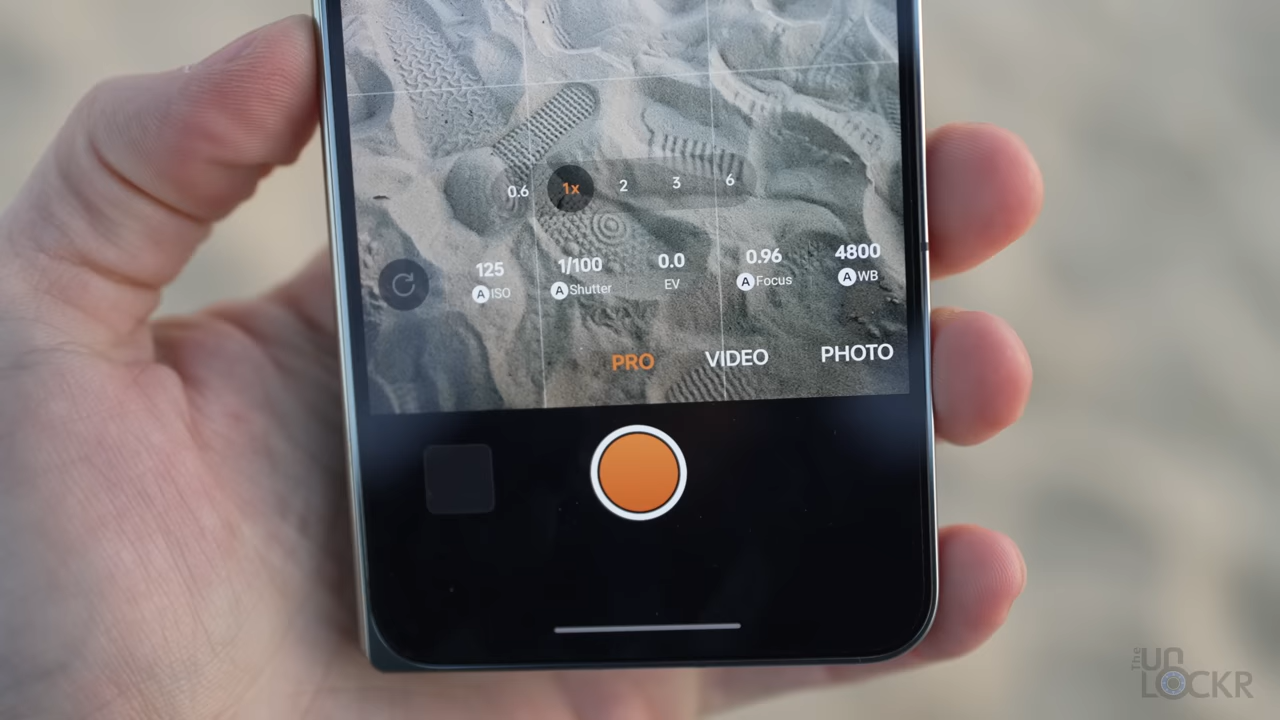 0.6 1x 2 3 6
125 1/100 0.0 0.96 4800
A ISO A Shutter EV A Focus A WB
PRO VIDEO PHOTO
The UN
LOCKR